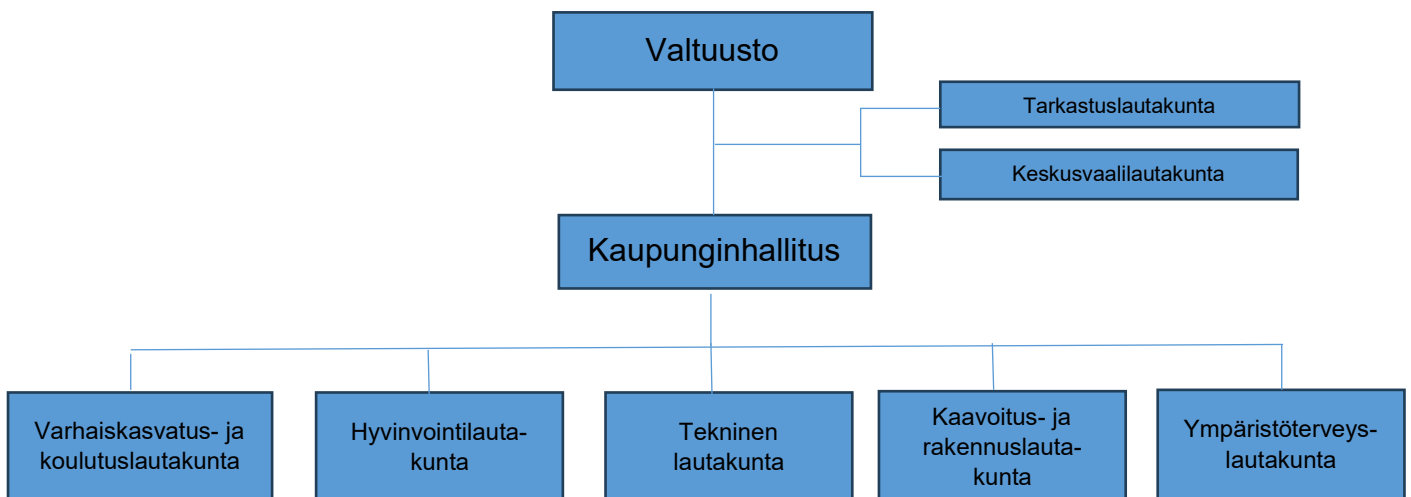 Valtuusto
Tarkastuslautakunta
Keskusvaalilautakunta
Kaupunginhallitus
Varhaiskasvatus- ja
koulutuslautakunta
Hyvinvointilauta-
kunta
Tekninen
lautakunta
Kaavoitus- ja
rakennuslauta-
kunta
Ympäristöterveys-
lautakunta